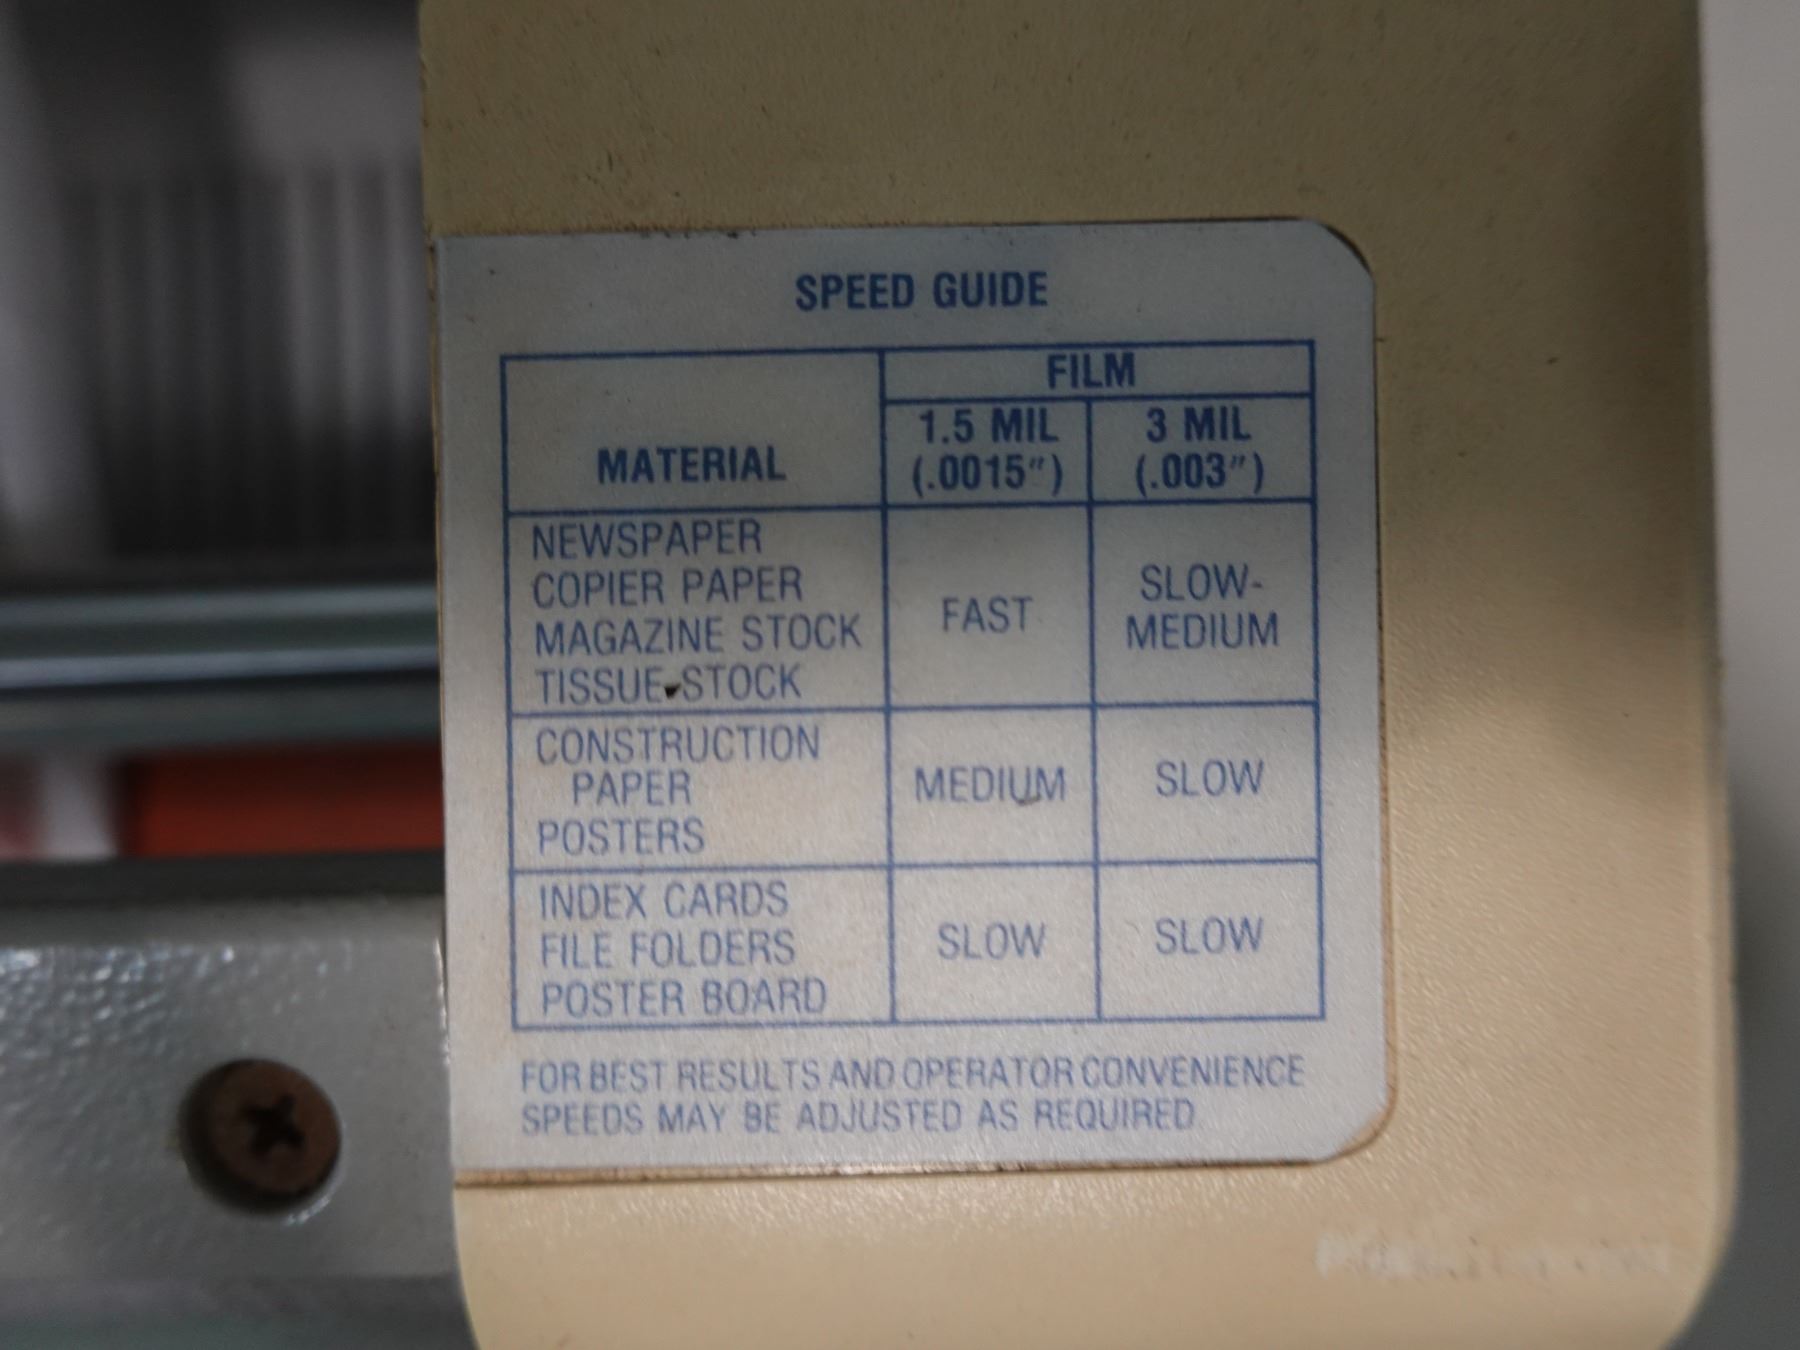 SPEED GUIDE
FILM
MATERIAL
1.5 MIL
(.0015")
3 MIL
(.003")
NEWSPAPER
COPIER PAPER
MAGAZINE STOCK
TISSUE STOCK
FAST
SLOW-
MEDIUM
CONSTRUCTION
PAPER
POSTERS
MEDIUM
SLOW
INDEX CARDS
FILE FOLDERS
POSTER BOARD
SLOW
SLOW
FOR BEST RESULTS AND OPERATOR CONVENIENCE
SPEEDS MAY BE ADJUSTED AS REQUIRED